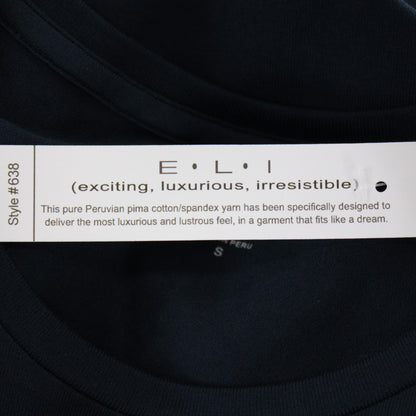 Style #638
E • L • I
(exciting, luxurious, irresistible)
This pure Peruvian pima cotton/spandex yarn has been specifically designed to
deliver the most luxurious and lustrous feel, in a garment that fits like a dream.
PERU
S